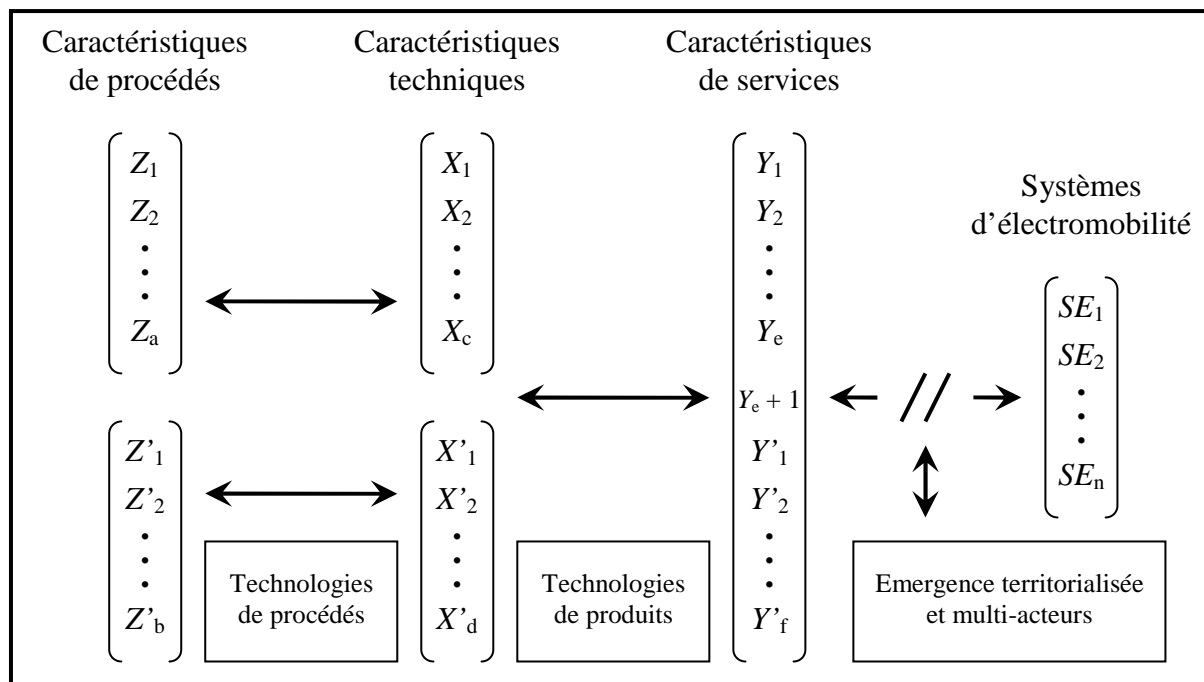 Caractéristiques
de procédés
Caractéristiques
techniques
Caractéristiques
de services
Systèmes
d'électromobilité
Z1
Z2
•
•
•
Za
Z'1
Z'2
•
•
•
Z'b
X1
X2
•
•
•
Xc
X'1
X'2
•
•
•
X'd
Y1
Y2
•
•
•
Ye
Ye + 1
Y'1
Y'2
•
•
•
Y'f
//
SE1
SE2
•
•
•
SEn
Technologies
de procédés
Technologies
de produits
Emergence territorialisée
et multi-acteurs